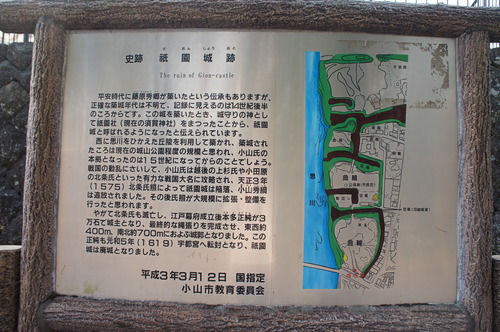 ぎ おん しょう あと
史跡 祇園城跡
The ruin of Gion-castle
平安時代に藤原秀郷が築いたという伝承もありますが、
正確な築城年代は不明で、記録に見えるのは14世紀後半
のころからです。この城を築いたとき、城守りの神とし
て祇園社（現在の須賀神社）をまつったことから、祇園
城と呼ばれるようになったと伝えられています。
西に思川をひかえた丘陵を利用して築かれ、築城され
たころは現在の城山公園程度の規模と思われ、小山氏の
本拠となったのは15世紀になってからのことでしょう。
戦国の動乱にさいして、小山氏は越後の上杉氏や小田原
の北条氏といった有力な戦国大名に攻略され、天正3年
（1575）北条氏照によって祇園城は陥落、小山秀綱
は追放されました。その後氏照が大規模に拡張・整備を
すったと思われます。
やがて北条氏も滅亡し、江戸幕府成立後本多正純が3
万石で城主となり、最終的な縄張りを完成させ、東西約
400m、南北約700mにおよぶ城郭となりました。この
正純も元和5年（1619）宇都宮へ転封となり、祇園
城は廃城となりました。
平成3年3月12日 国指定
小山市教育委員会
思
川
曲輪
曲輪